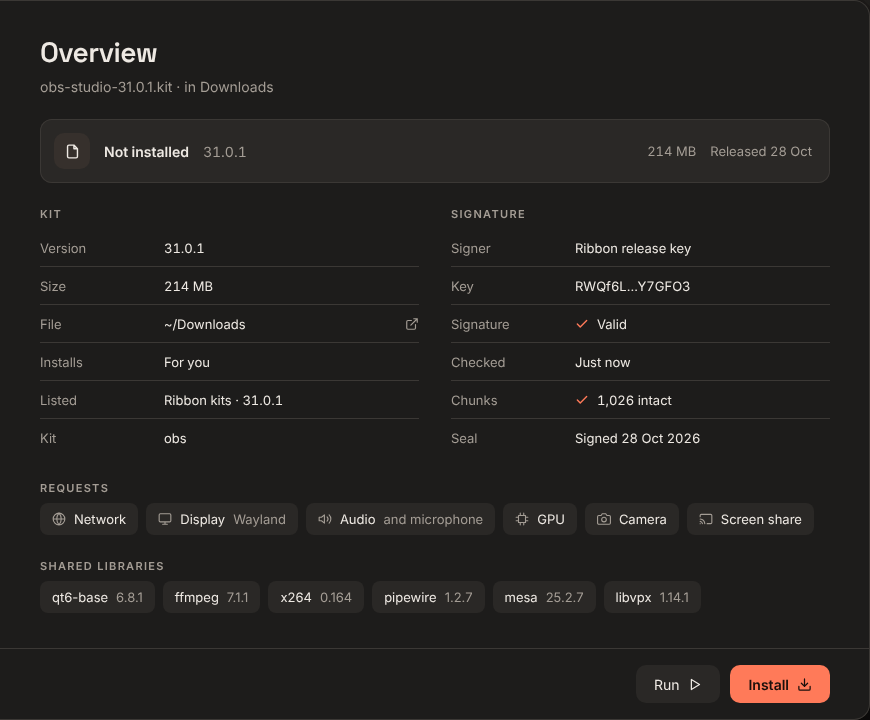 Overview
obs-studio-31.0.1.kit · in Downloads
Not installed 31.0.1 214 MB Released 28 Oct
KIT
Version 31.0.1
Size 214 MB
File ~/Downloads
Installs For you
Listed Ribbon kits · 31.0.1
Kit obs
SIGNATURE
Signer Ribbon release key
Key RWQf6L...Y7GFO3
Signature Valid
Checked Just now
Chunks 1,026 intact
Seal Signed 28 Oct 2026
REQUESTS
Network Display Wayland Audio and microphone GPU Camera Screen share
SHARED LIBRARIES
qt6-base 6.8.1 ffmpeg 7.1.1 x264 0.164 pipewire 1.2.7 mesa 25.2.7 libvpx 1.14.1
Run Install